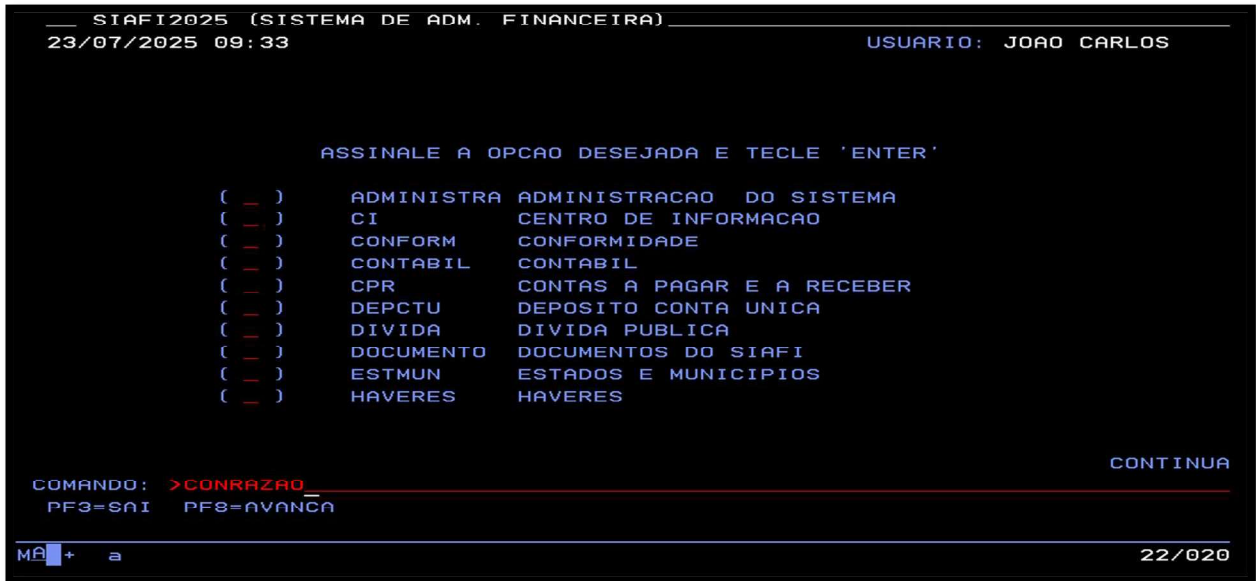 __ SIAFI2025 (SISTEMA DE ADM. FINANCEIRA)
23/07/2025 09:33 USUARIO: JOAO CARLOS
ASSINALE A OPCAO DESEJADA E TECLE 'ENTER'
( _ ) ADMINISTRA ADMINISTRACAO DO SISTEMA
( _ ) CI CENTRO DE INFORMACAO
( _ ) CONFORM CONFORMIDADE
( _ ) CONTABIL CONTABIL
( _ ) CPR CONTAS A PAGAR E A RECEBER
( _ ) DEPCTU DEPOSITO CONTA UNICA
( _ ) DIVIDA DIVIDA PUBLICA
( _ ) DOCUMENTO DOCUMENTOS DO SIAFI
( _ ) ESTMUN ESTADOS E MUNICIPIOS
( _ ) HAVERES HAVERES
CONTINUA
COMANDO: >CONRAZAO
PF3=SAI PF8=AVANCA
MA + a 22/020